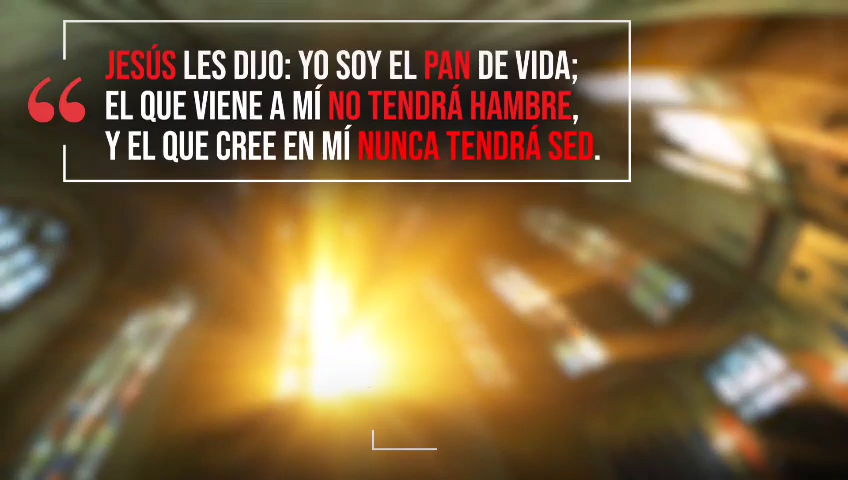 JESÚS LES DIJO: YO SOY EL PAN DE VIDA;
EL QUE VIENE A MÍ NO TENDRÁ HAMBRE,
Y EL QUE CREE EN MÍ NUNCA TENDRÁ SED.